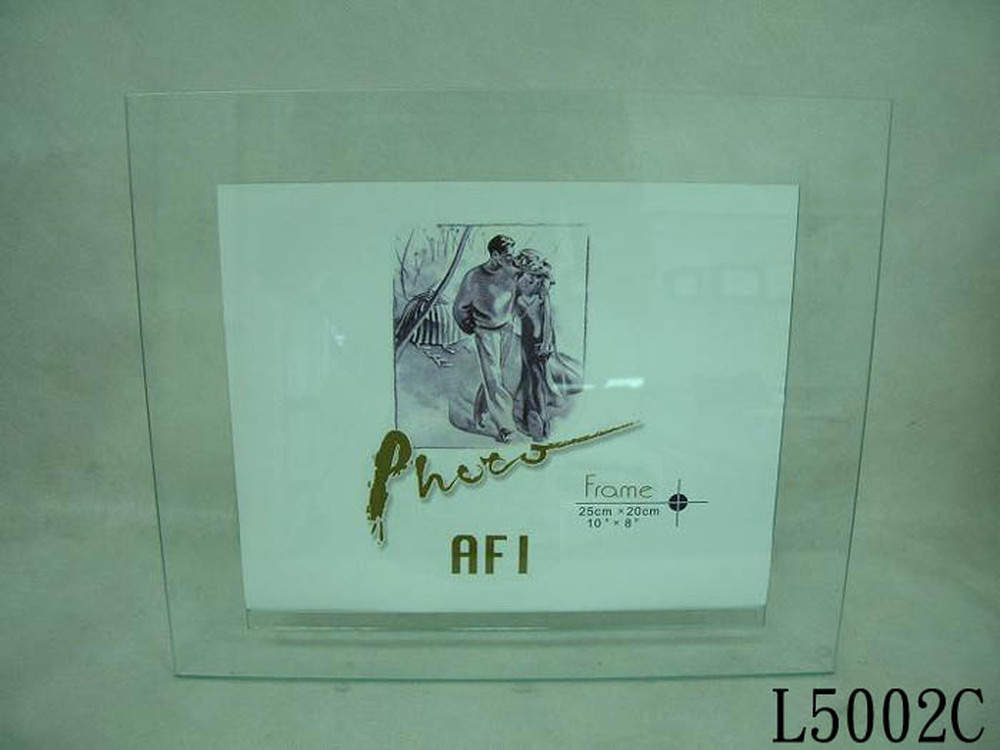 Photo
Frame
25cm × 20cm
10" × 8"
AFI
L5002C